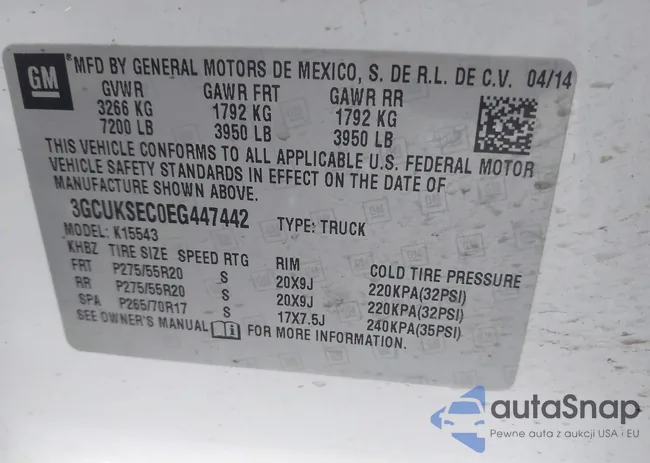 GM
MFD BY GENERAL MOTORS DE MEXICO, S. DE R.L. DE C.V. 04/14
GVWR GAWR FRT GAWR RR
3266 KG 1792 KG 1792 KG
7200 LB 3950 LB 3950 LB
THIS VEHICLE CONFORMS TO ALL APPLICABLE U.S. FEDERAL MOTOR
VEHICLE SAFETY STANDARDS IN EFFECT ON THE DATE OF
MANUFACTURE SHOWN ABOVE.
3GCUKSEC0EG447442 TYPE: TRUCK
MODEL: K15543
KHBZ TIRE SIZE SPEED RTG RIM COLD TIRE PRESSURE
FRT P275/55R20 S 20X9J 220KPA(32PSI)
RR P275/55R20 S 20X9J 220KPA(32PSI)
SPA P265/70R17 S 17X7.5J 240KPA(35PSI)
SEE OWNER'S MANUAL FOR MORE INFORMATION.
autoSnap
Pewne auta z aukcji USA i EU